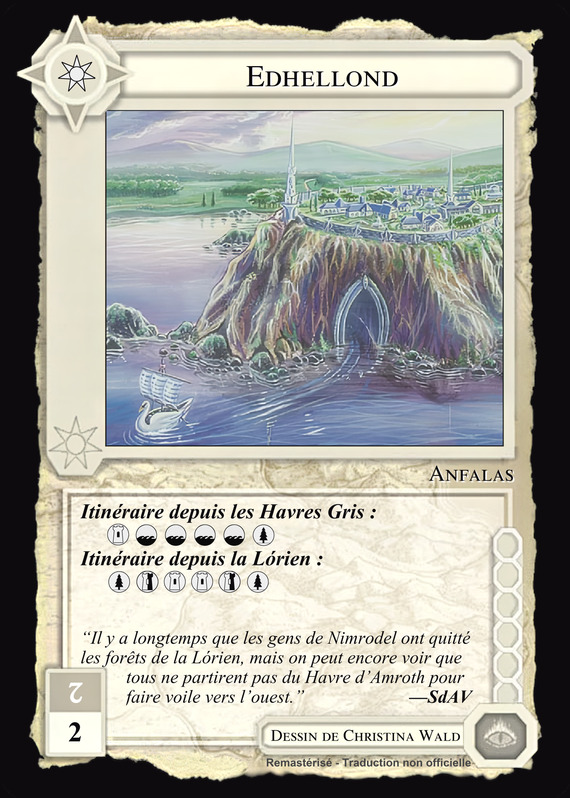 Edhellond
Anfalas
Itinéraire depuis les Havres Gris :
Itinéraire depuis la Lórien :
“Il y a longtemps que les gens de Nimrodel ont quitté
les forêts de la Lórien, mais on peut encore voir que
tous ne partirent pas du Havre d’Amroth pour
faire voile vers l’ouest.” —SdAV
2
2
Dessin de Christina Wald
Remastérisé - Traduction non officielle